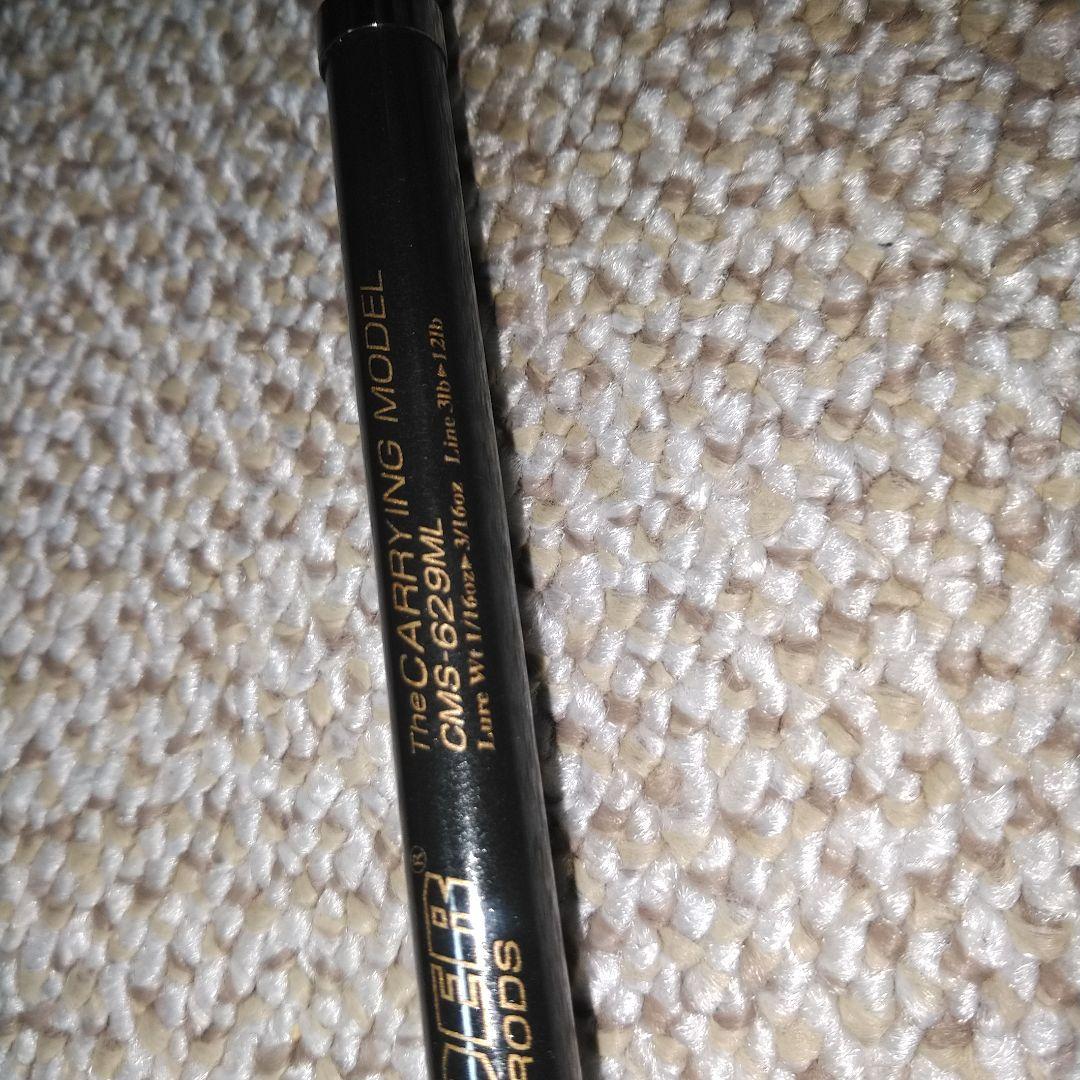 The CARRYING MODEL
CMS-629ML
Lure Wt 1/16oz▸3/16oz Line 3lb▸12lb
®
RODS